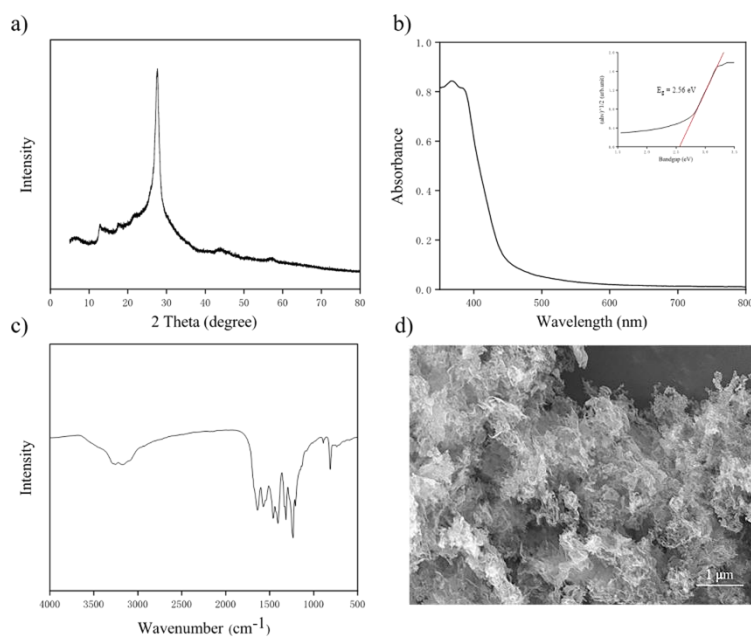 a)
Intensity
0 10 20 30 40 50 60 70 80
2 Theta (degree)
b)
Absorbance
1.0
0.8
0.6
0.4
0.2
0.0
400 500 600 700 800
Wavelength (nm)
Eg = 2.56 eV
Bandgap (eV)
c)
Intensity
4000 3500 3000 2500 2000 1500 1000 500
Wavenumber (cm-1)
d)
1 μm